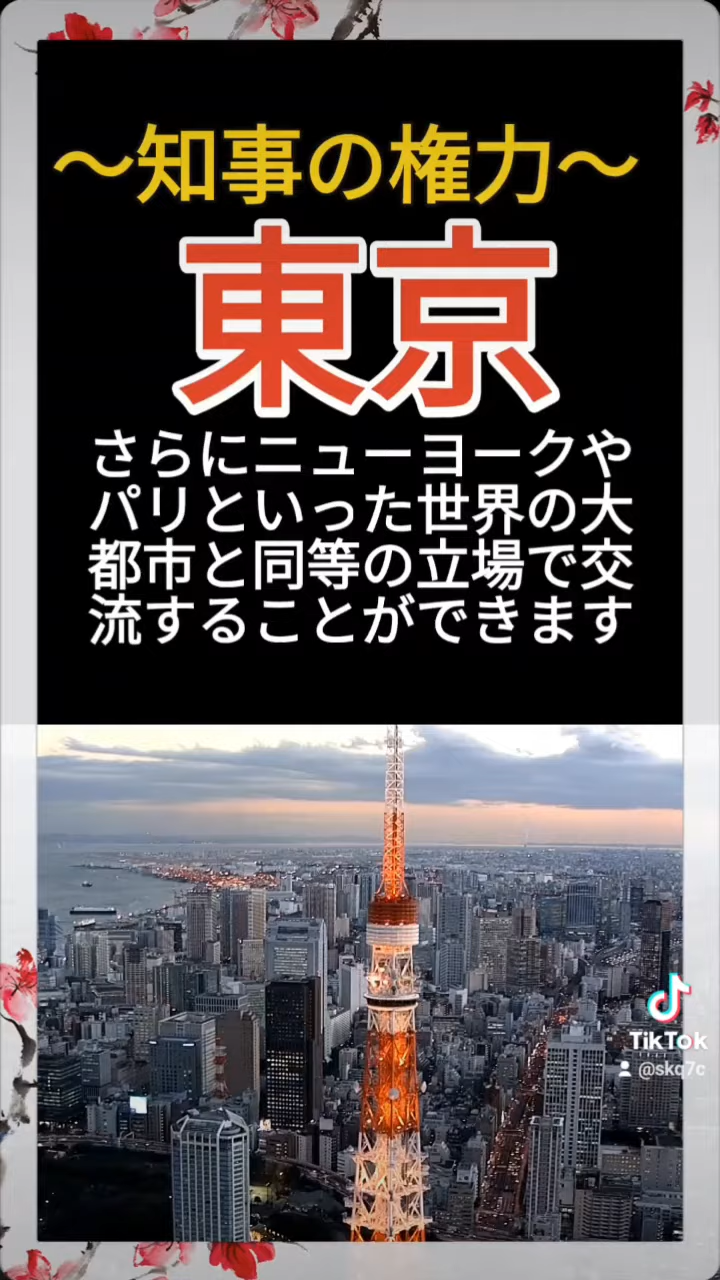 ～知事の権力～
東京
さらにニューヨークや
パリといった世界の大
都市と同等の立場で交
流することができます
TikTok
@skq7c